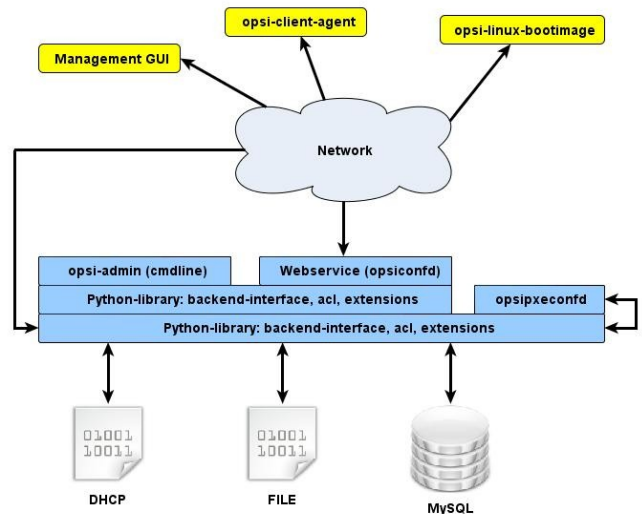 opsi-client-agent
opsi-linux-bootimage
Management GUI
Network
opsi-admin (cmdline)
Webservice (opsiconfd)
Python-library: backend-interface, acl, extensions
opsipxeconfd
Python-library: backend-interface, acl, extensions
01001
10011
01001
10011
DHCP
FILE
MySQL